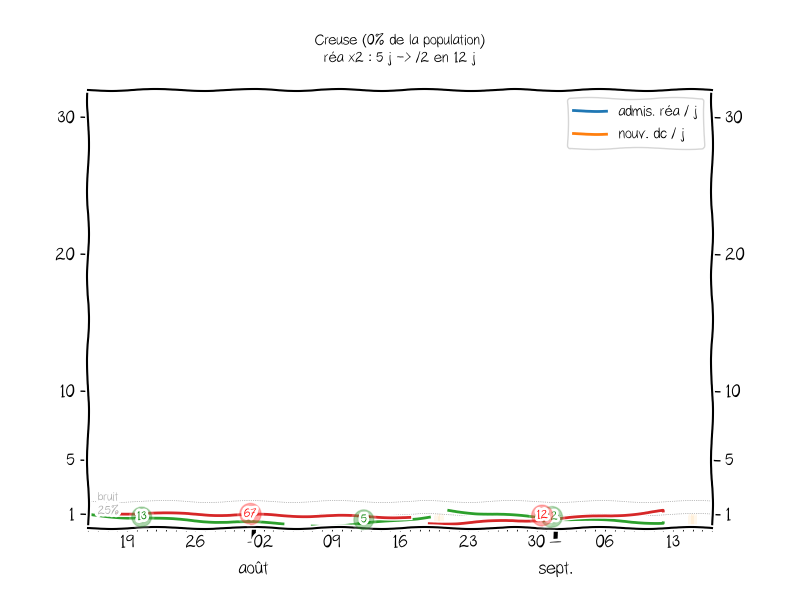 Creuse (0% de la population)
réa x2 : 5 j -> /2 en 12 j
admis. réa / j
nouv. dc / j
30 30
20 20
10 10
5 5
bruit
25%
1 1
13 67 5 12 2
19 26 02 09 16 23 30 06 13
août sept.